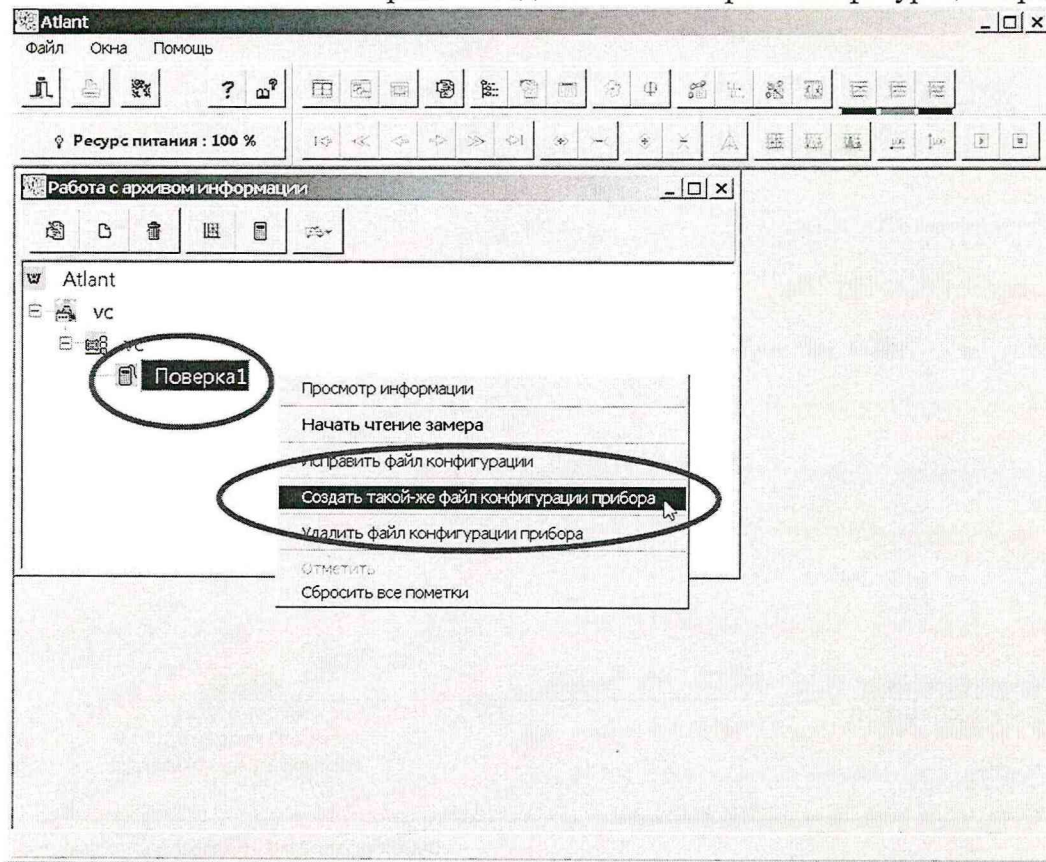 Atlant
Файл Окна Помощь
Ресурс питания : 100 %
Работа с архивом информации
Atlant
vc
vc
Поверка1
Просмотр информации
Начать чтение замера
Исправить файл конфигурации
Создать такой-же файл конфигурации прибора
Удалить файл конфигурации прибора
Отметить
Сбросить все пометки